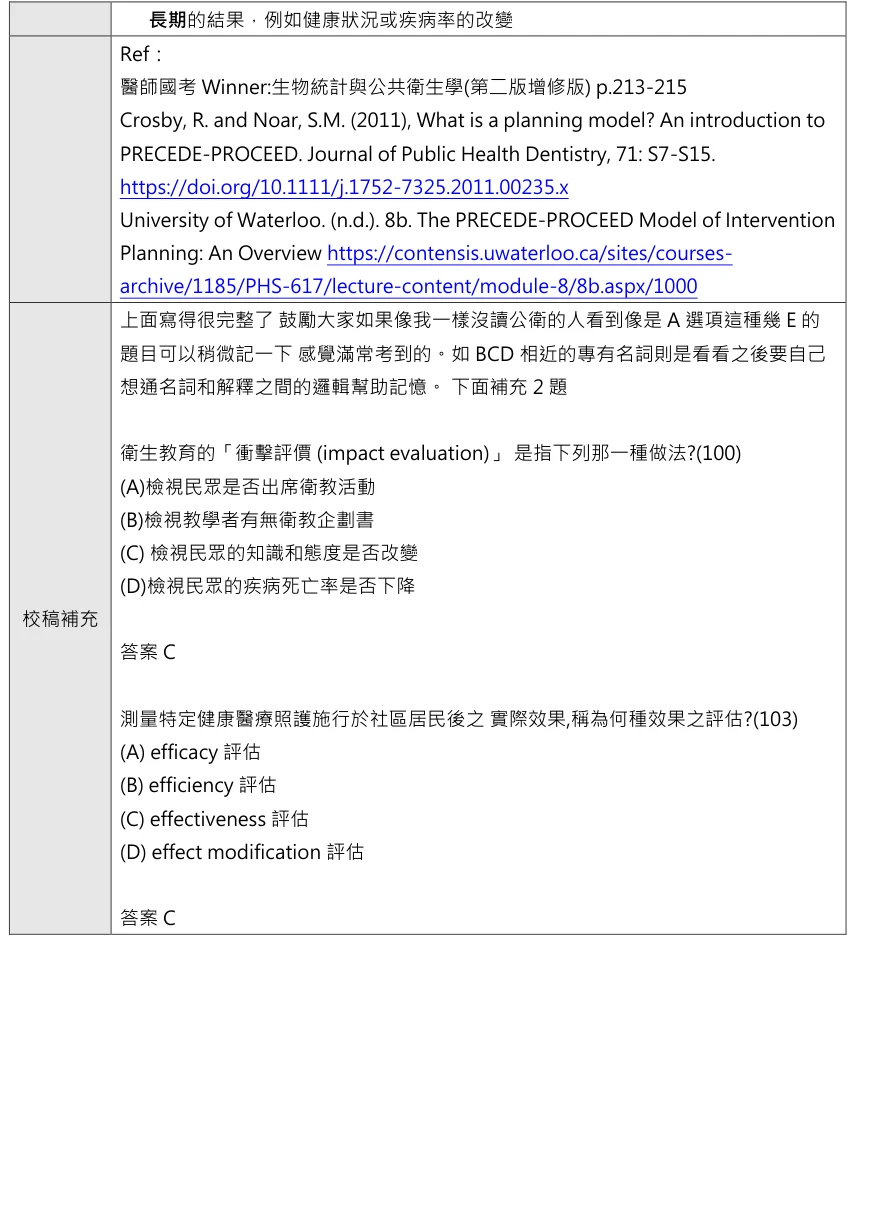 長期的結果，例如健康狀況或疾病率的改變
Ref：
醫師國考 Winner:生物統計與公共衛生學(第二版增修版) p.213-215
Crosby, R. and Noar, S.M. (2011), What is a planning model? An introduction to
PRECEDE-PROCEED. Journal of Public Health Dentistry, 71: S7-S15.
https://doi.org/10.1111/j.1752-7325.2011.00235.x
University of Waterloo. (n.d.). 8b. The PRECEDE-PROCEED Model of Intervention
Planning: An Overview https://contensis.uwaterloo.ca/sites/courses-
archive/1185/PHS-617/lecture-content/module-8/8b.aspx/1000
校稿補充
上面寫得很完整了 鼓勵大家如果像我一樣沒讀公衛的人看到像是 A 選項這種幾 E 的
題目可以稍微記一下 感覺滿常考到的。如 BCD 相近的專有名詞則是看看之後要自己
想通名詞和解釋之間的邏輯幫助記憶。 下面補充 2 題
衛生教育的「衝擊評價 (impact evaluation)」 是指下列那一種做法?(100)
(A)檢視民眾是否出席衛教活動
(B)檢視教學者有無衛教企劃書
(C) 檢視民眾的知識和態度是否改變
(D)檢視民眾的疾病死亡率是否下降
答案 C
測量特定健康醫療照護施行於社區居民後之 實際效果,稱為何種效果之評估?(103)
(A) efficacy 評估
(B) efficiency 評估
(C) effectiveness 評估
(D) effect modification 評估
答案 C